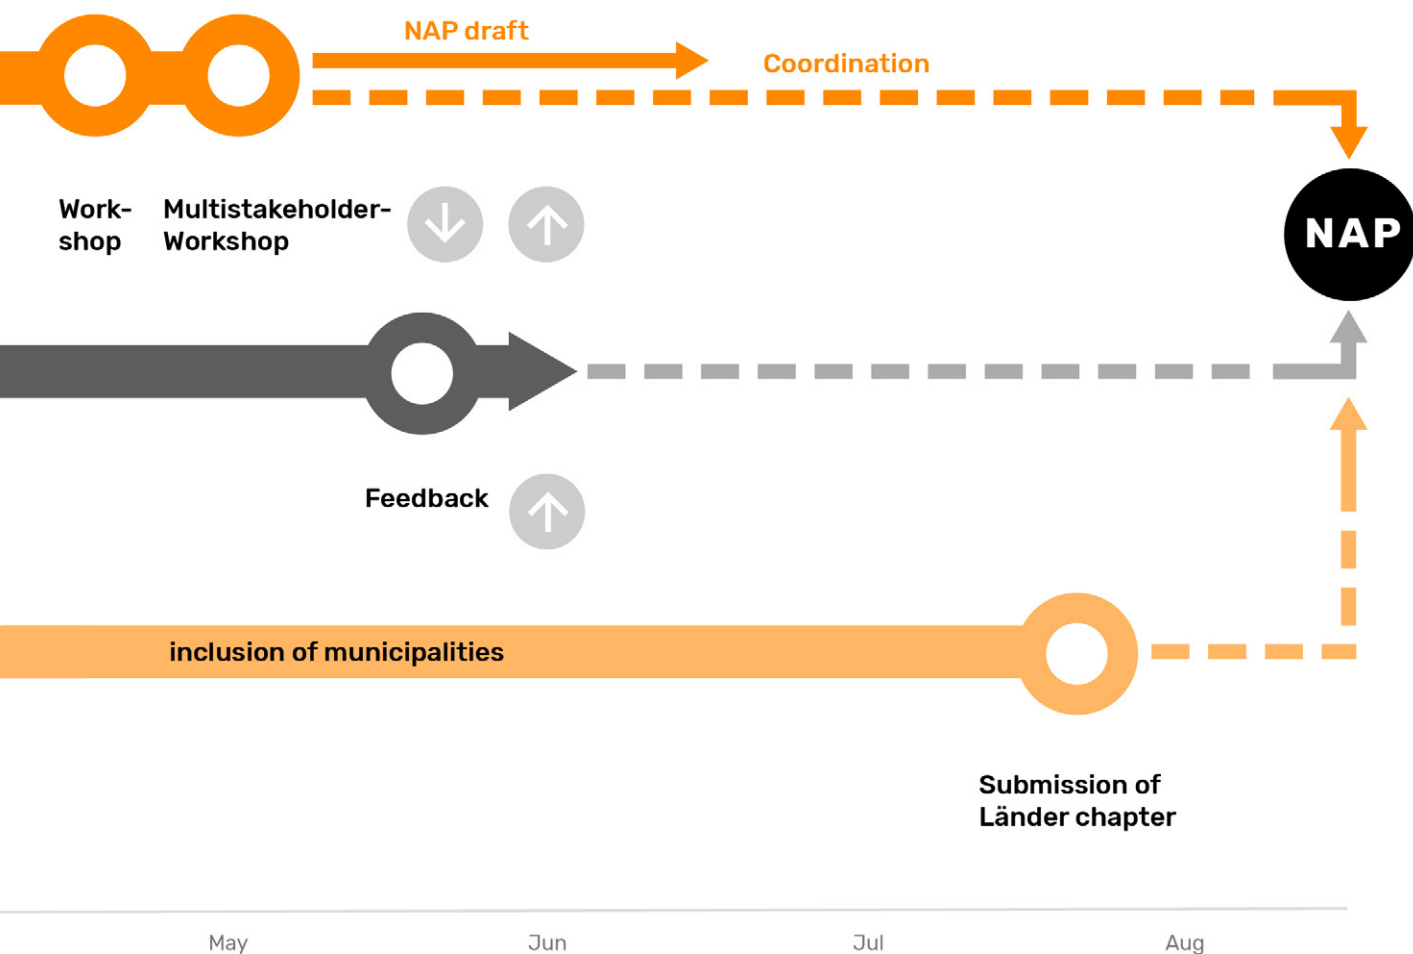 NAP draft
Coordination
Work-
shop
Multistakeholder-
Workshop
NAP
Feedback
inclusion of municipalities
Submission of
Länder chapter
May
Jun
Jul
Aug